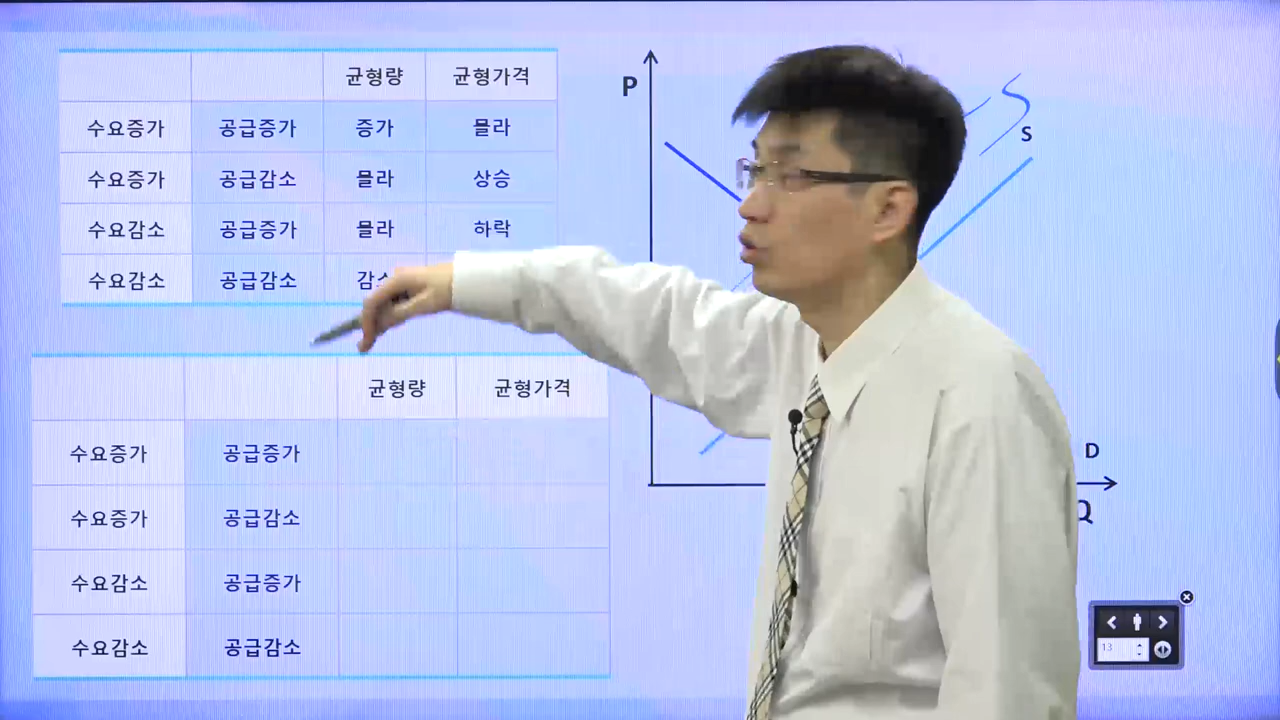 균형량 균형가격
수요증가 공급증가 증가 몰라
수요증가 공급감소 몰라 상승
수요감소 공급증가 몰라 하락
수요감소 공급감소
균형량 균형가격
수요증가 공급증가
수요증가 공급감소
수요감소 공급증가
수요감소 공급감소
P
S
S
D
Q
13